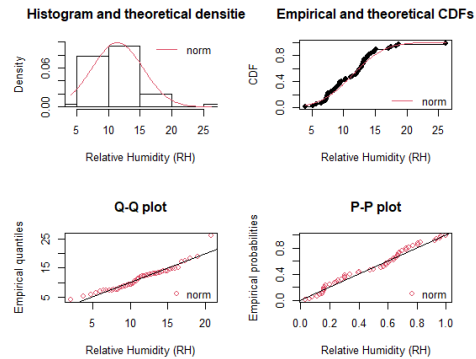 Histogram and theoretical densitie
Density
0.00
0.06
norm
5
10
15
20
25
Relative Humidity (RH)
Empirical and theoretical CDFs
CDF
0.0
0.4
0.8
norm
5
10
15
20
25
Relative Humidity (RH)
Q-Q plot
Empirical quantiles
5
15
25
norm
5
10
15
20
Relative Humidity (RH)
P-P plot
Empirical probabilities
0.0
0.4
0.8
norm
0.0
0.2
0.4
0.6
0.8
1.0
Relative Humidity (RH)